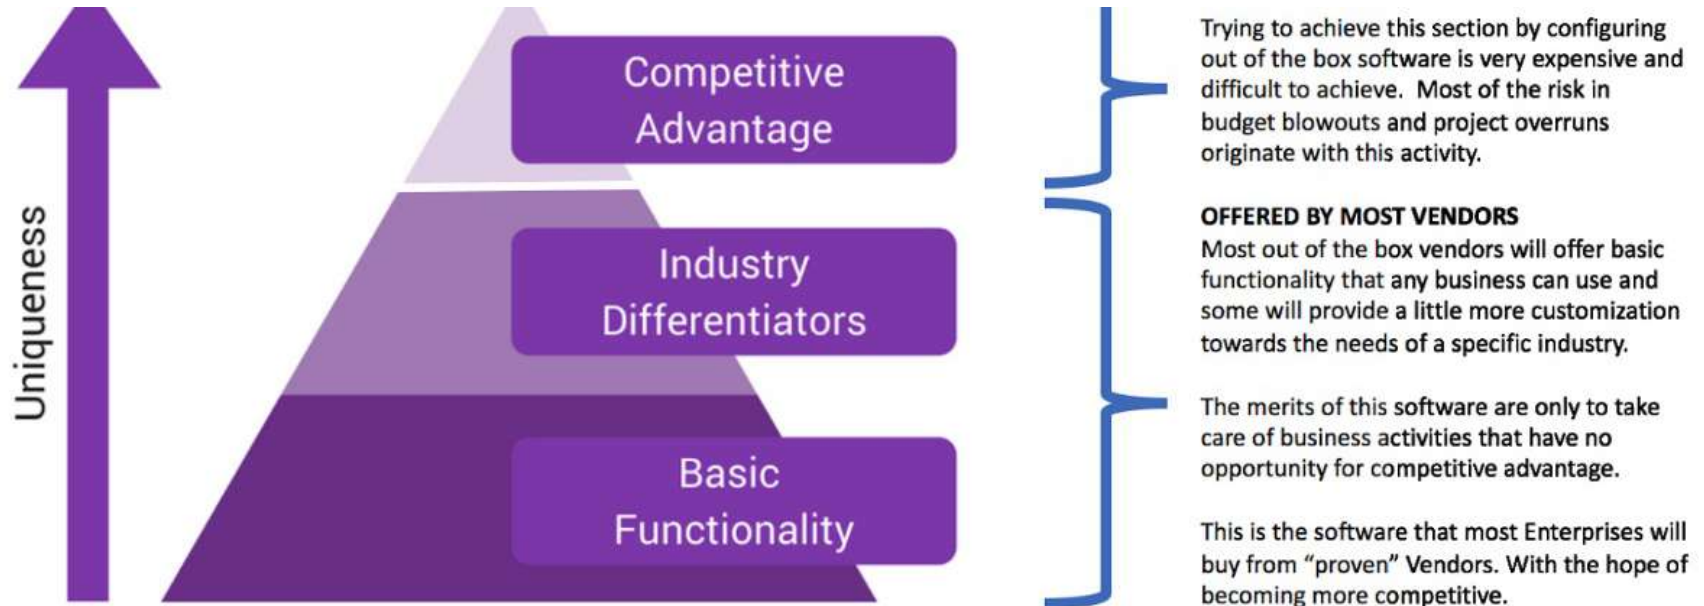 Uniqueness
Competitive
Advantage
Industry
Differentiators
Basic
Functionality
Trying to achieve this section by configuring
out of the box software is very expensive and
difficult to achieve. Most of the risk in
budget blowouts and project overruns
originate with this activity.
OFFERED BY MOST VENDORS
Most out of the box vendors will offer basic
functionality that any business can use and
some will provide a little more customization
towards the needs of a specific industry.
The merits of this software are only to take
care of business activities that have no
opportunity for competitive advantage.
This is the software that most Enterprises will
buy from “proven” Vendors. With the hope of
becoming more competitive.